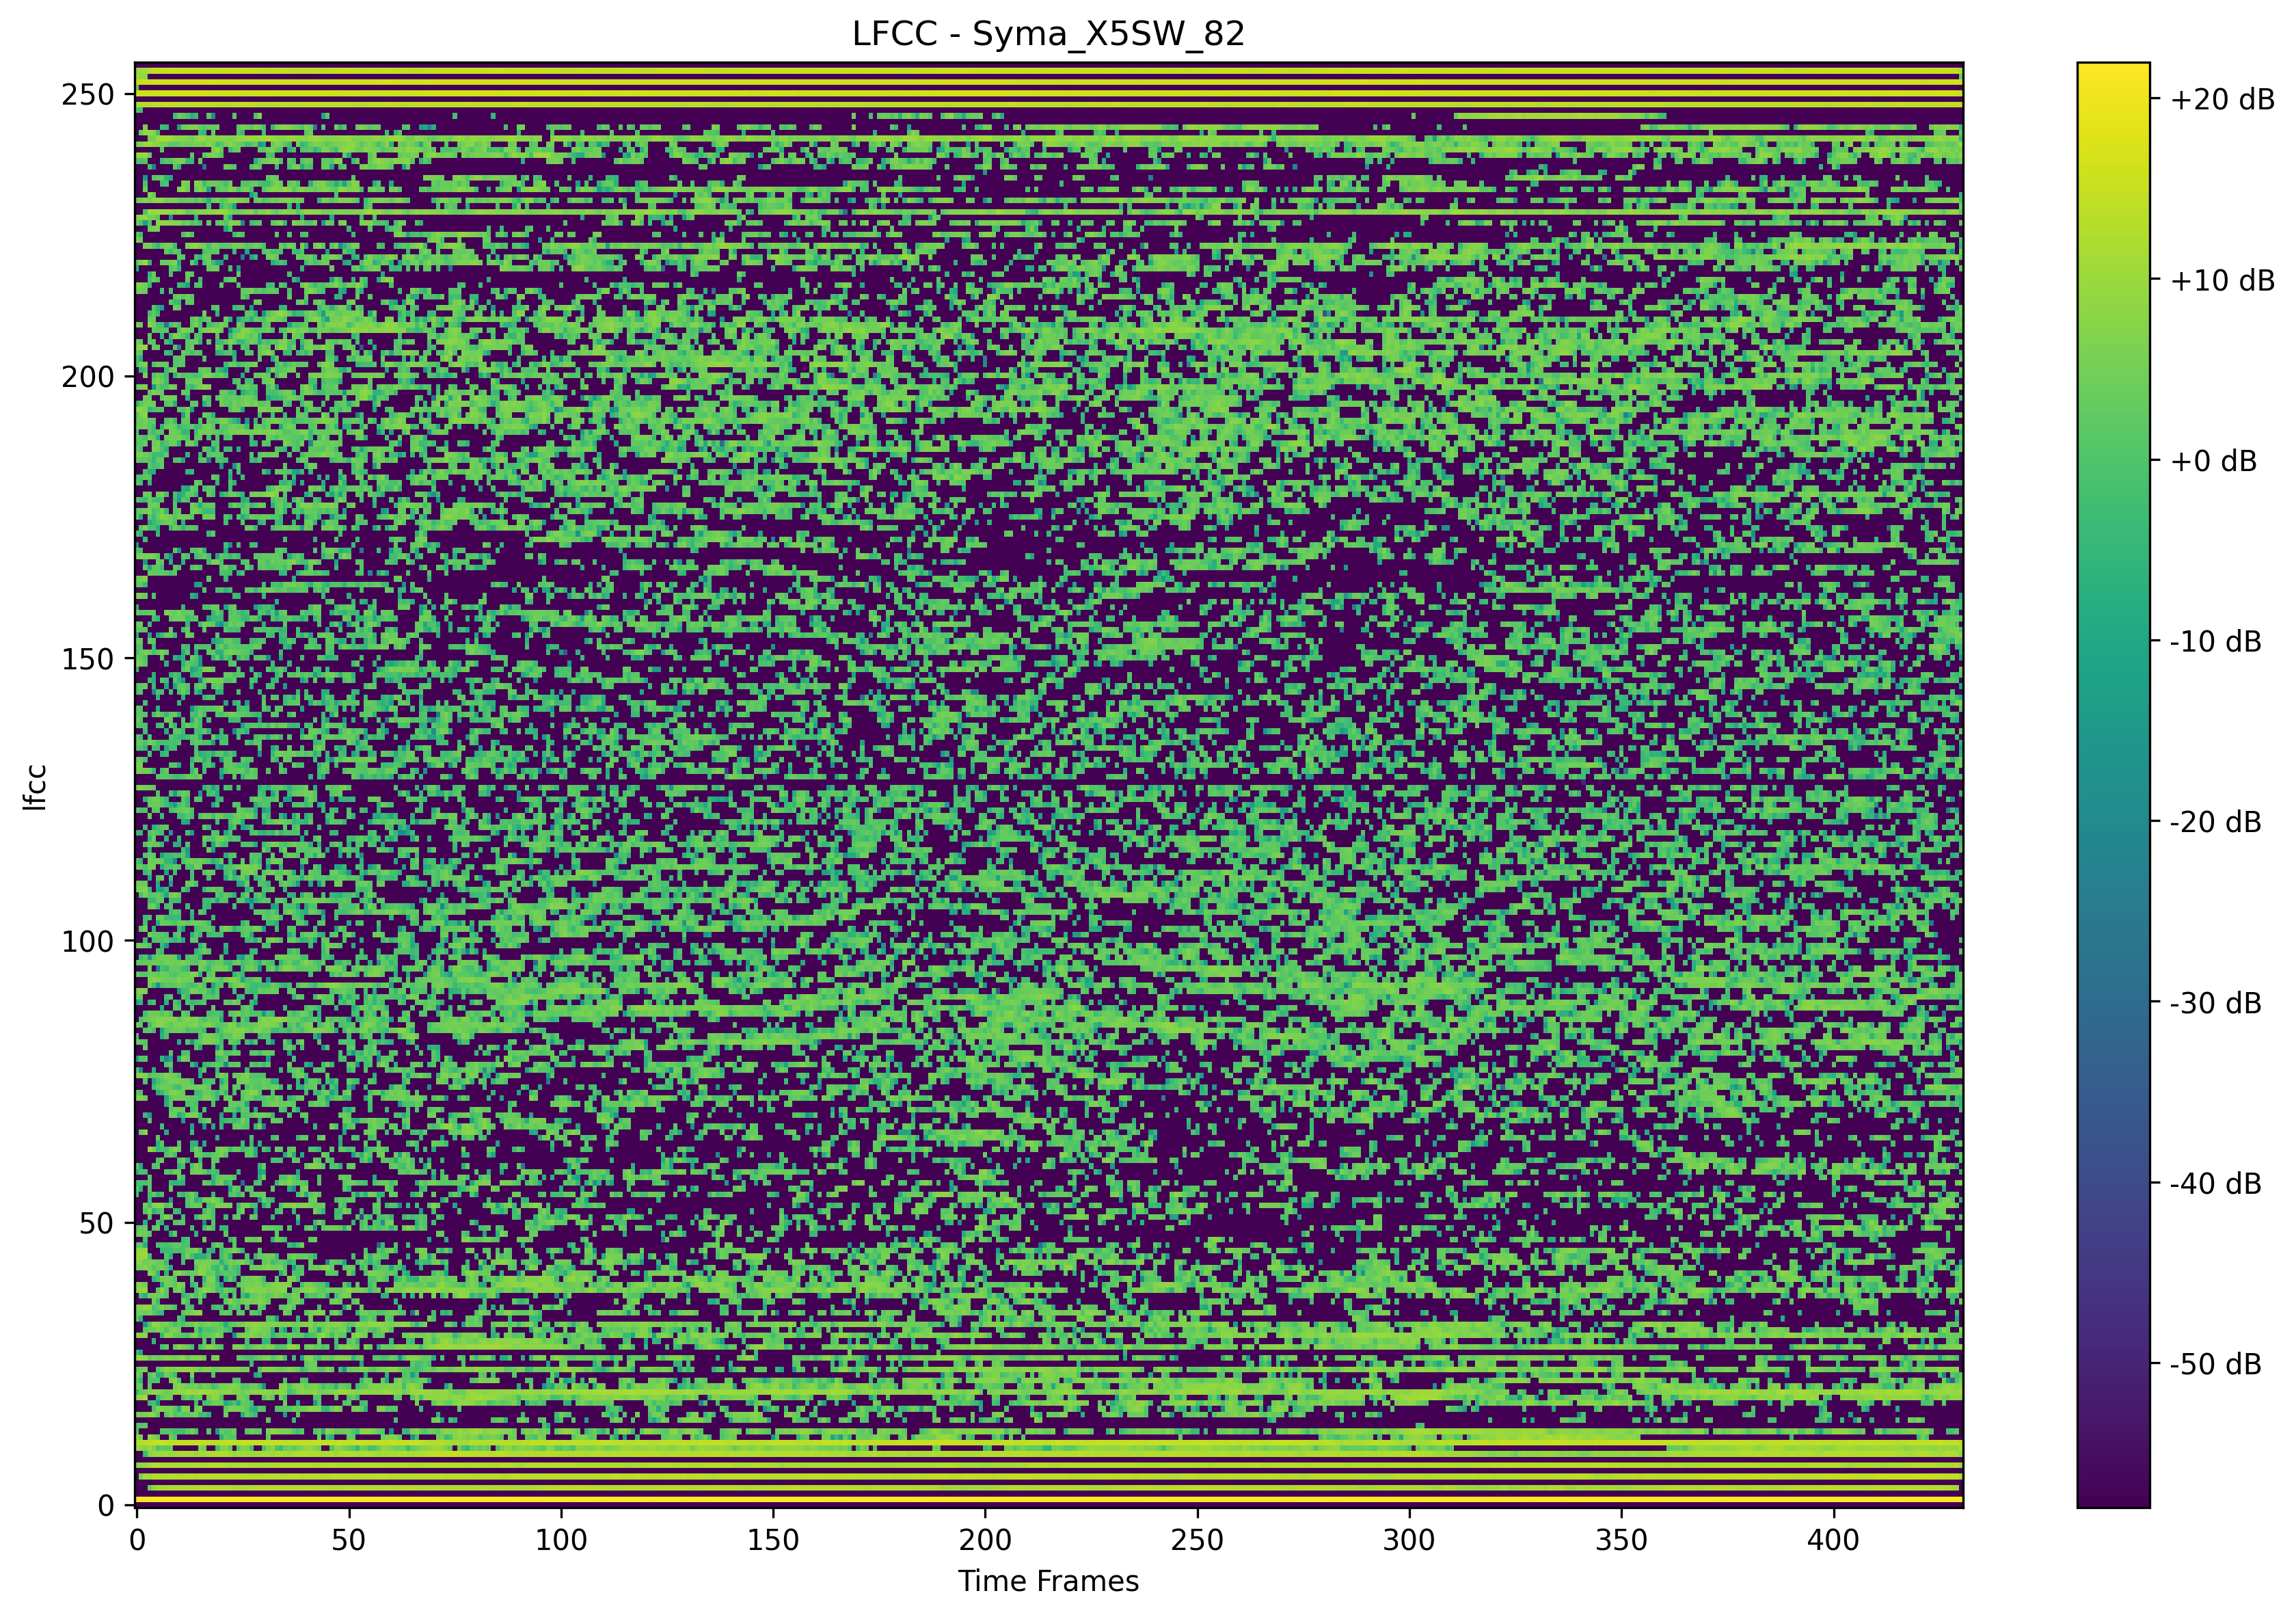 LFCC - Syma_X5SW_82
250
200
150
100
50
0
lfcc
0 50 100 150 200 250 300 350 400
Time Frames
+20 dB
+10 dB
+0 dB
-10 dB
-20 dB
-30 dB
-40 dB
-50 dB